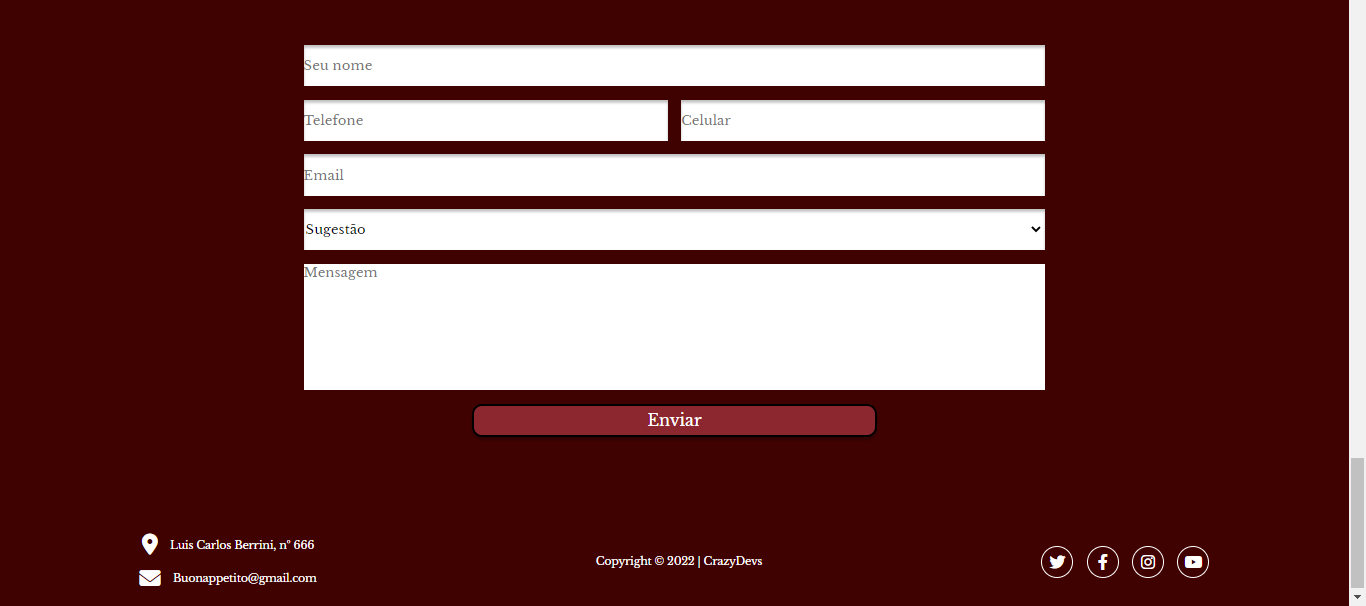 Seu nome
Telefone
Celular
Email
Sugestão
Mensagem
Enviar
Luis Carlos Berrini, nº 666
Buonappetito@gmail.com
Copyright © 2022 | CrazyDevs